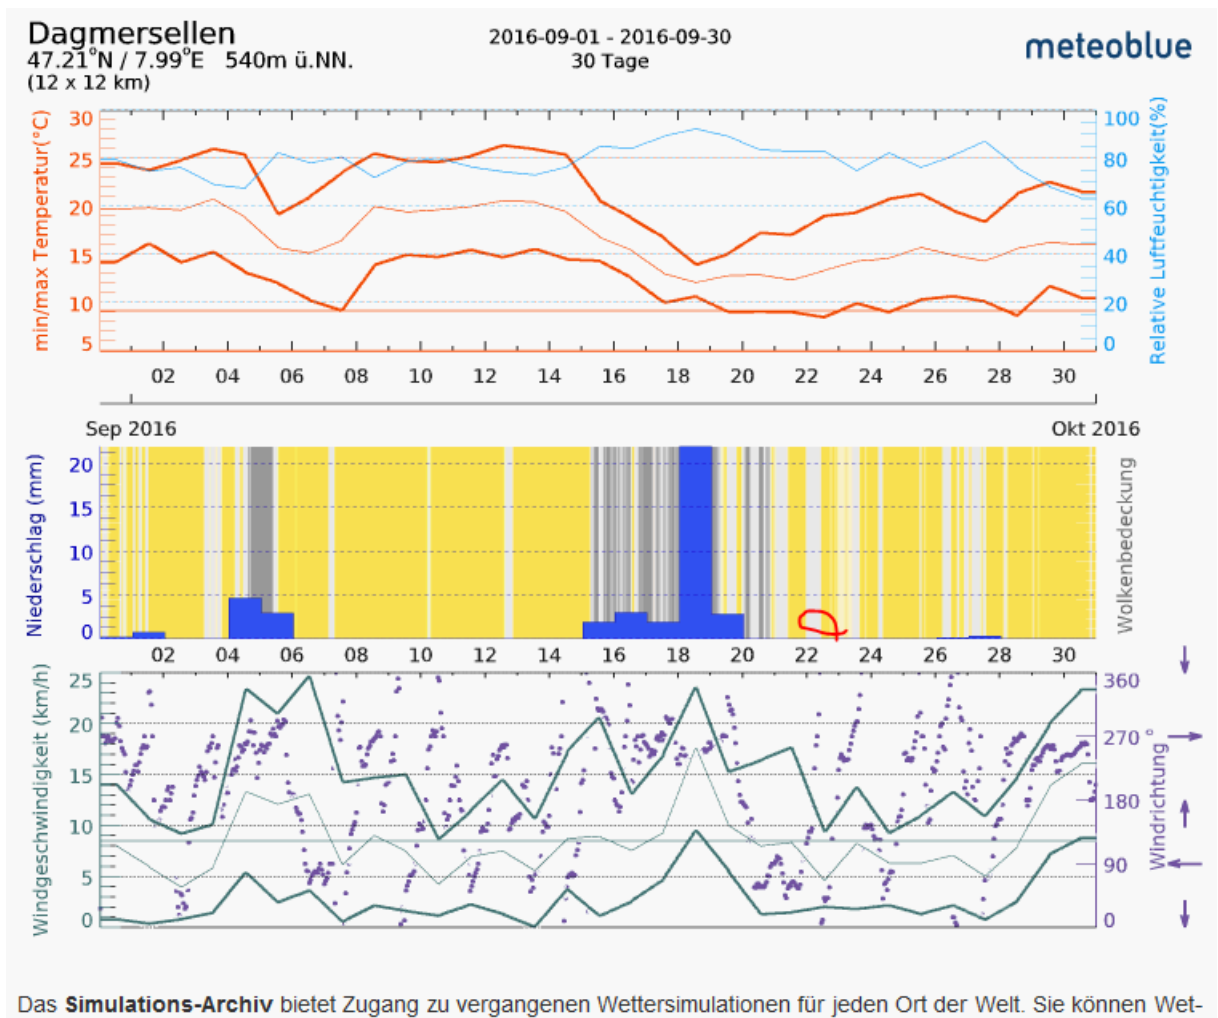 Dagmersellen
47.21°N / 7.99°E 540m ü.NN.
(12 x 12 km)
2016-09-01 - 2016-09-30
30 Tage
meteoblue
min/max Temperatur(°C)
30
25
20
15
10
5
100
80
60
40
20
0
Relative Luftfeuchtigkeit(%)
02 04 06 08 10 12 14 16 18 20 22 24 26 28 30
Sep 2016 Okt 2016
Niederschlag (mm)
20
15
10
5
0
Wolkenbedeckung
02 04 06 08 10 12 14 16 18 20 22 24 26 28 30
Windgeschwindigkeit (km/h)
25
20
15
10
5
0
360
270
180
90
0
Windrichtung °
Das Simulations-Archiv bietet Zugang zu vergangenen Wettersimulationen für jeden Ort der Welt. Sie können Wet-